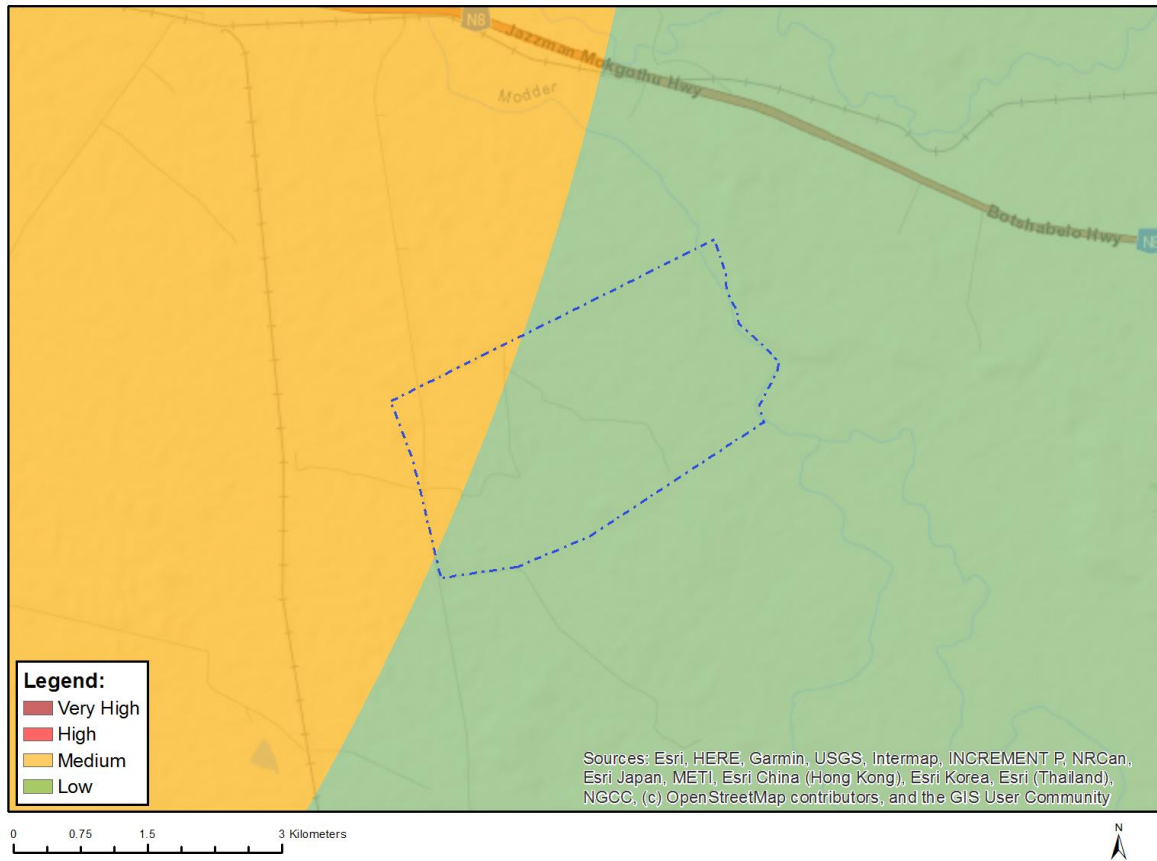 N8
Jazzman Mokgothu Hwy
Modder
Botshabelo Hwy
N8
Legend:
Very High
High
Medium
Low
Sources: Esri, HERE, Garmin, USGS, Intermap, INCREMENT P, NRCan,
Esri Japan, METI, Esri China (Hong Kong), Esri Korea, Esri (Thailand),
NGCC, (c) OpenStreetMap contributors, and the GIS User Community
0 0.75 1.5 3 Kilometers
N